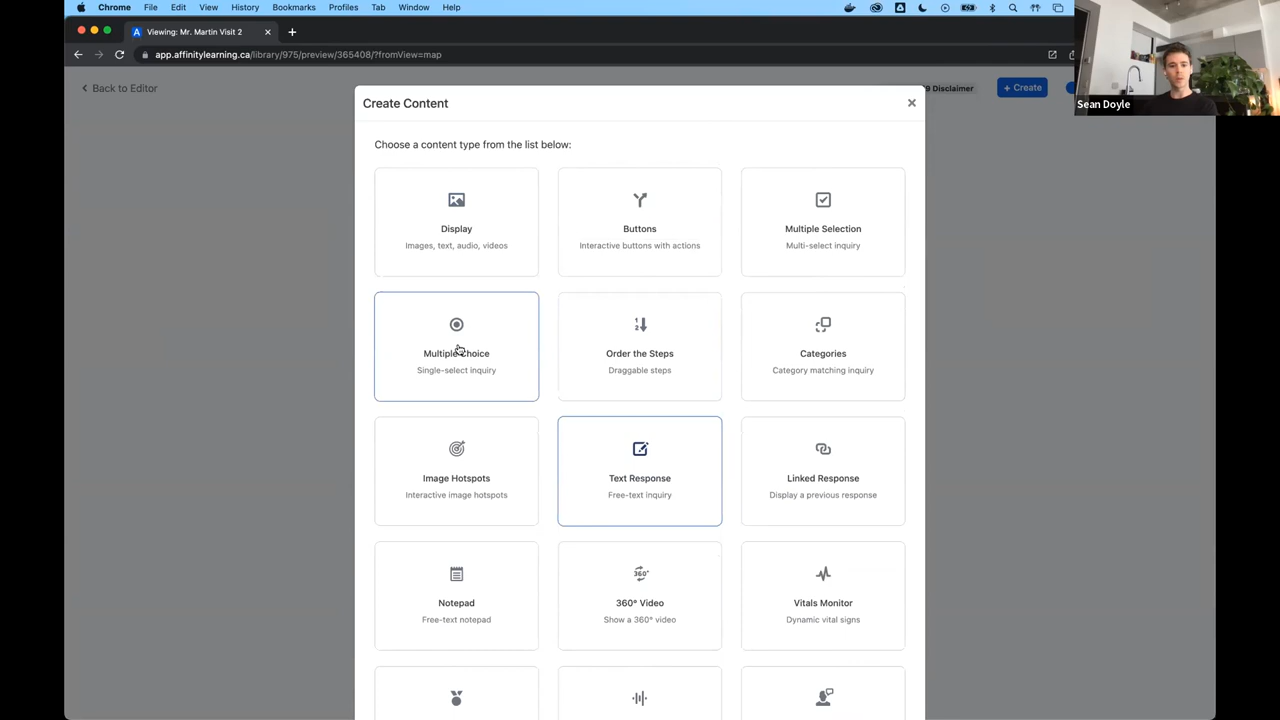 Chrome File Edit View History Bookmarks Profiles Tab Window Help
Viewing: Mr. Martin Visit 2
app.affinitylearning.ca/library/975/preview/365408/?fromView=map
Back to Editor
9 Disclaimer
+ Create
Sean Doyle
Create Content
Choose a content type from the list below:
Display
Images, text, audio, videos
Buttons
Interactive buttons with actions
Multiple Selection
Multi-select inquiry
Multiple Choice
Single-select inquiry
Order the Steps
Draggable steps
Categories
Category matching inquiry
Image Hotspots
Interactive image hotspots
Text Response
Free-text inquiry
Linked Response
Display a previous response
Notepad
Free-text notepad
360°
360° Video
Show a 360° video
Vitals Monitor
Dynamic vital signs